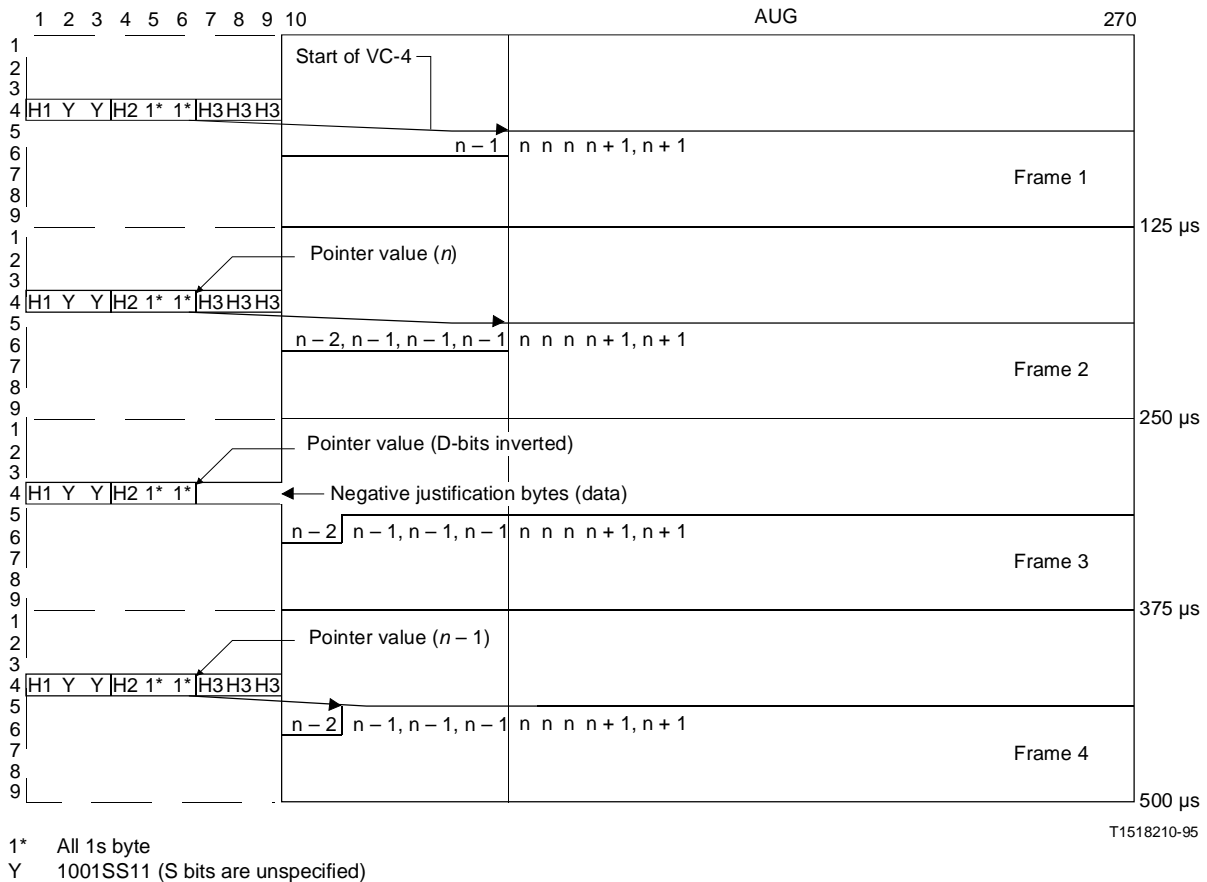 1 2 3 4 5 6 7 8 9 10 AUG 270
1
2
3
4 H1 Y Y H2 1* 1* H3 H3 H3
5
6
7
8
9
Start of VC-4
n – 1 n n n n + 1, n + 1
Frame 1
125 µs
1
2
3
4 H1 Y Y H2 1* 1* H3 H3 H3
5
6
7
8
9
Pointer value (n)
n – 2, n – 1, n – 1, n – 1 n n n n + 1, n + 1
Frame 2
250 µs
1
2
3
4 H1 Y Y H2 1* 1*
5
6
7
8
9
Pointer value (D-bits inverted)
Negative justification bytes (data)
n – 2 n – 1, n – 1, n – 1 n n n n + 1, n + 1
Frame 3
375 µs
1
2
3
4 H1 Y Y H2 1* 1* H3 H3 H3
5
6
7
8
9
Pointer value (n – 1)
n – 2 n – 1, n – 1, n – 1 n n n n + 1, n + 1
Frame 4
500 µs
T1518210-95
1* All 1s byte
Y 1001SS11 (S bits are unspecified)